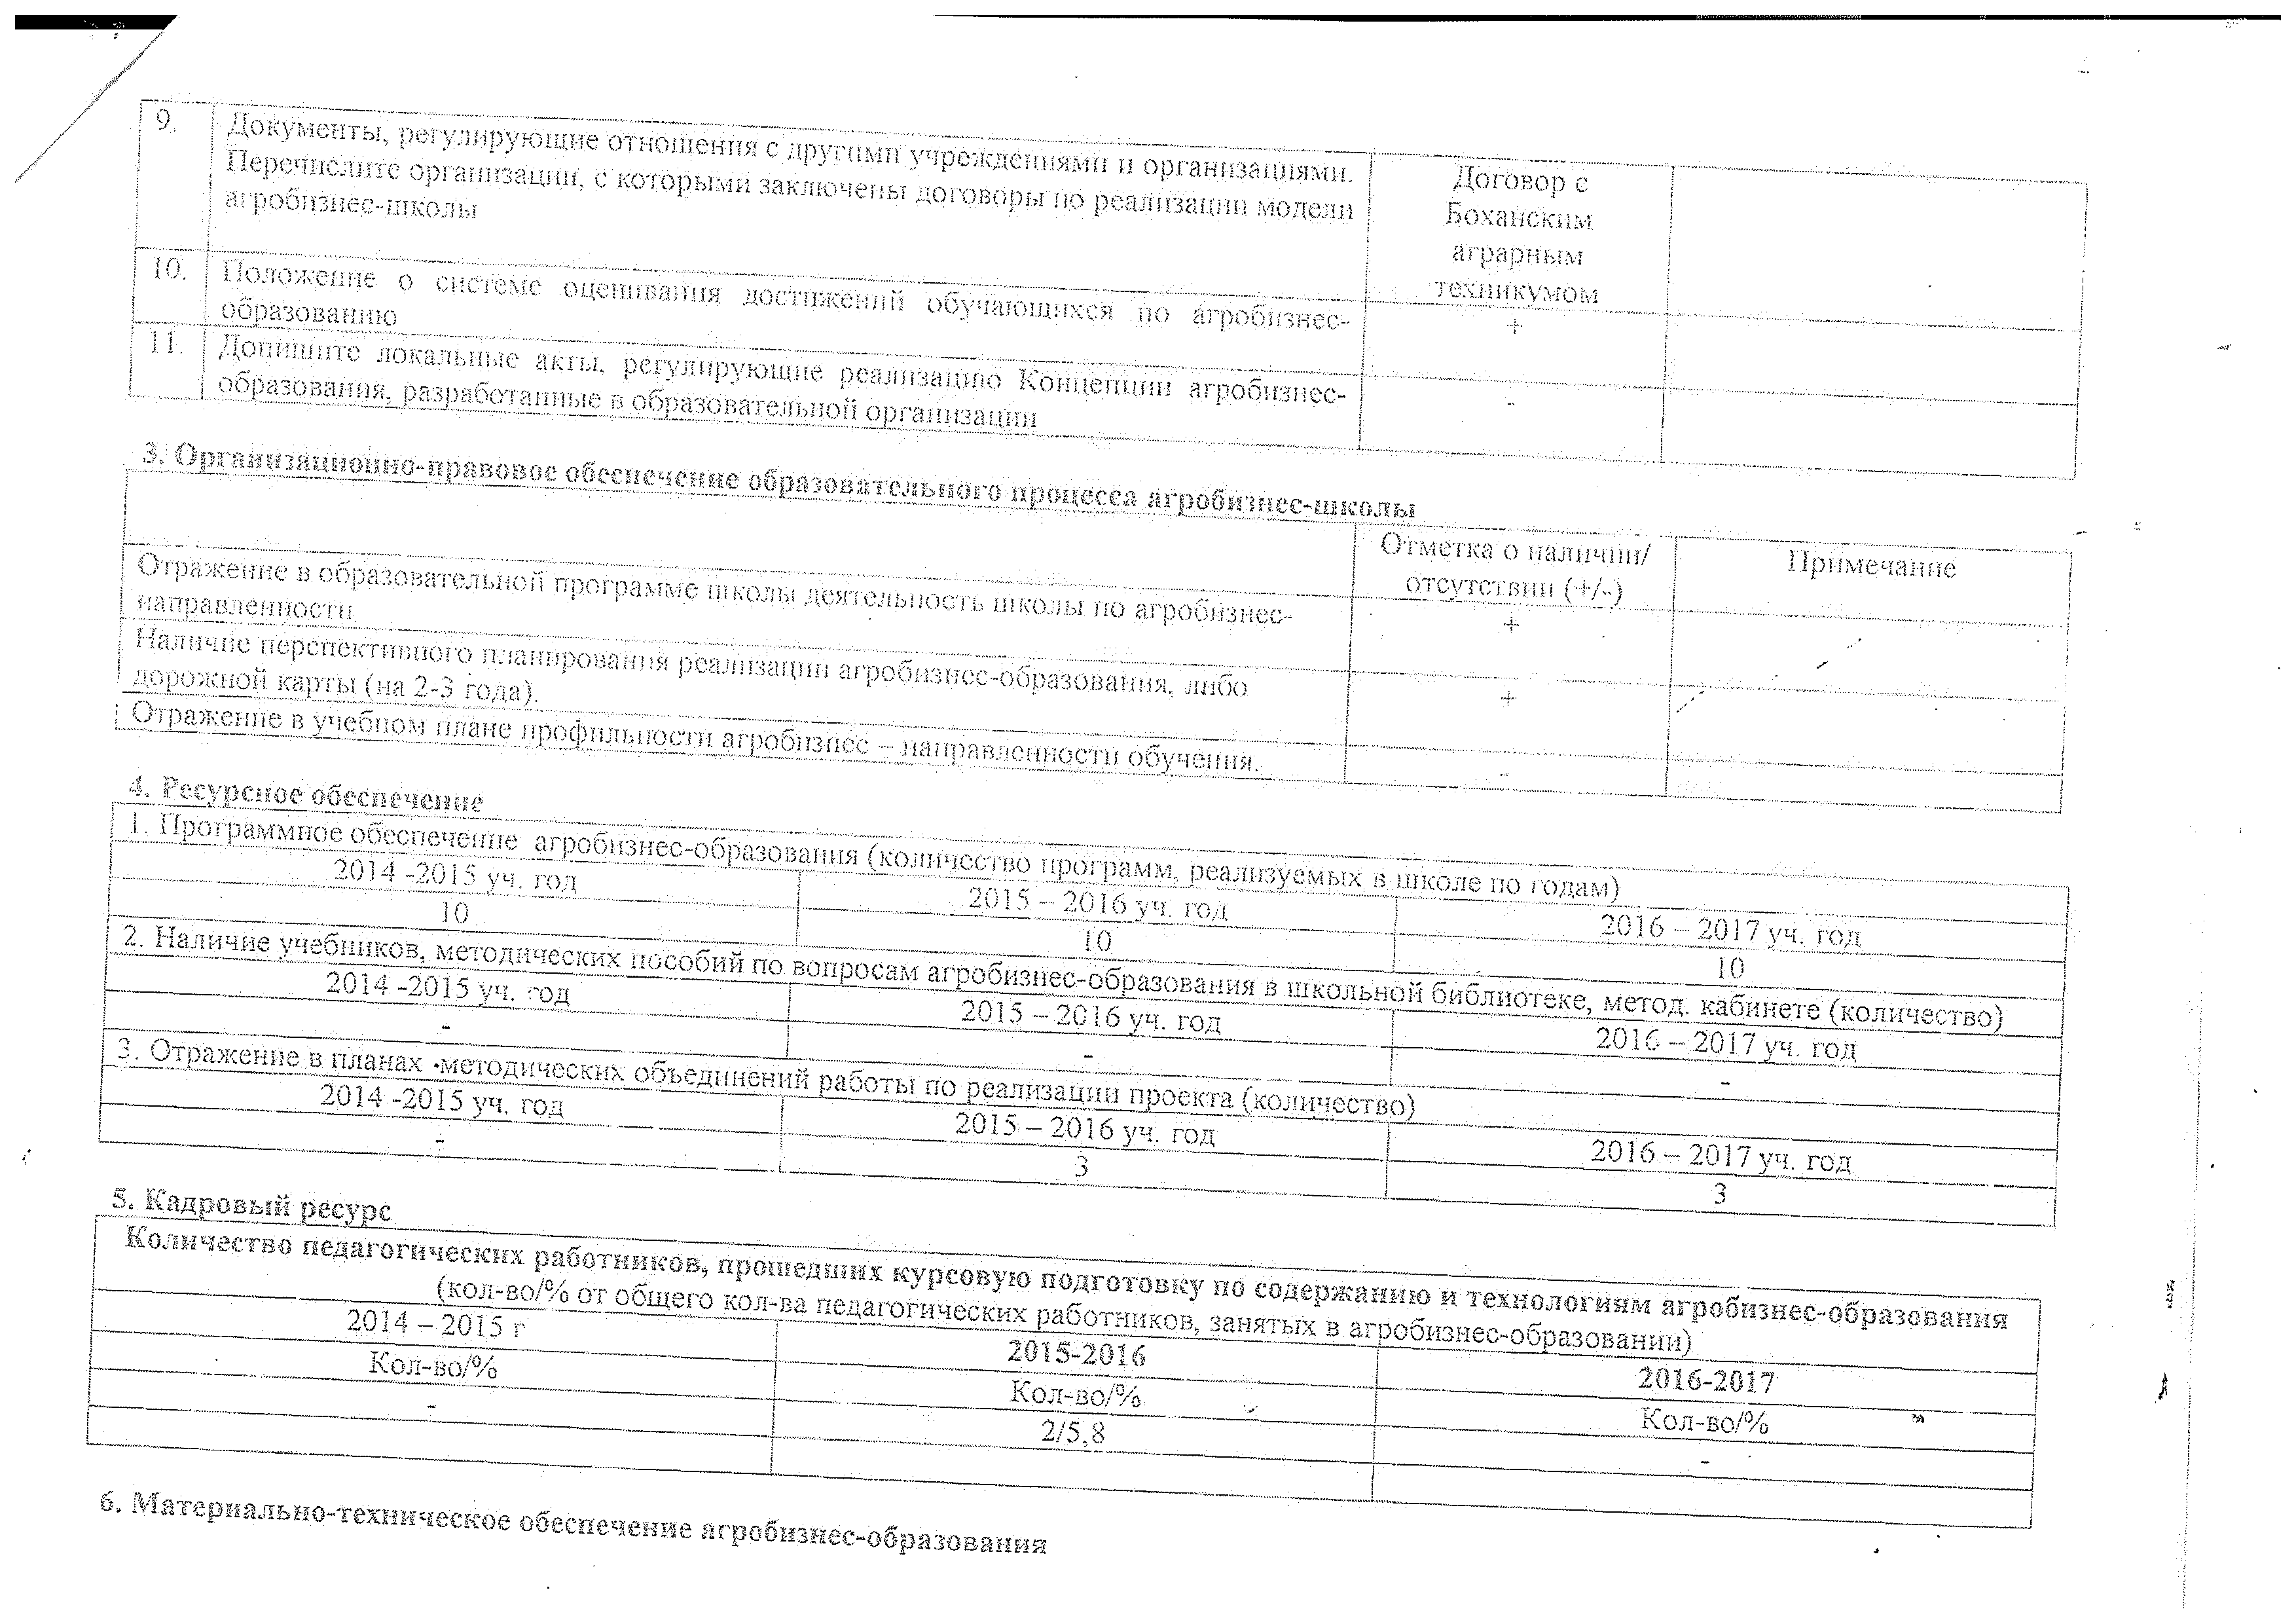 9.
Документы, регулирующие отношения с другими учреждениями и организациями.
Перечислите организации, с которыми заключены договоры по реализации модели
агробизнес-школы
Договор с
Боханским
аграрным
техникумом
10.
Положение о системе оценивания достижений обучающихся по агробизнес-
образованию
+
11.
Допишите локальные акты, регулирующие реализацию Концепции агробизнес-
образования, разработанные в образовательной организации
-
3. Организационно-правовое обеспечение образовательного процесса агробизнес-школы
Отметка о наличии/
отсутствии (+/-)
Примечание
Отражение в образовательной программе школы деятельность школы по агробизнес-
направленности
+
Наличие перспективного планирования реализации агробизнес-образования, либо
дорожной карты (на 2-3 года).
+
Отражение в учебном плане профильности агробизнес – направленности обучения.
-
4. Ресурсное обеспечение
1. Программное обеспечение агробизнес-образования (количество программ, реализуемых в школе по годам)
2014 -2015 уч. год
2015 – 2016 уч. год
2016 – 2017 уч. год
10
10
10
2. Наличие учебников, методических пособий по вопросам агробизнес-образования в школьной библиотеке, метод. кабинете (количество)
2014 -2015 уч. год
2015 – 2016 уч. год
2016 – 2017 уч. год
-
-
-
3. Отражение в планах методических объединений работы по реализации проекта (количество)
2014 -2015 уч. год
2015 – 2016 уч. год
2016 – 2017 уч. год
-
3
3
5. Кадровый ресурс
Количество педагогических работников, прошедших курсовую подготовку по содержанию и технологиям агробизнес-образования
(кол-во/% от общего кол-ва педагогических работников, занятых в агробизнес-образовании)
2014 – 2015 г
2015-2016
2016-2017
Кол-во/%
Кол-во/%
Кол-во/%
-
2/5,8
-
6. Материально-техническое обеспечение агробизнес-образования